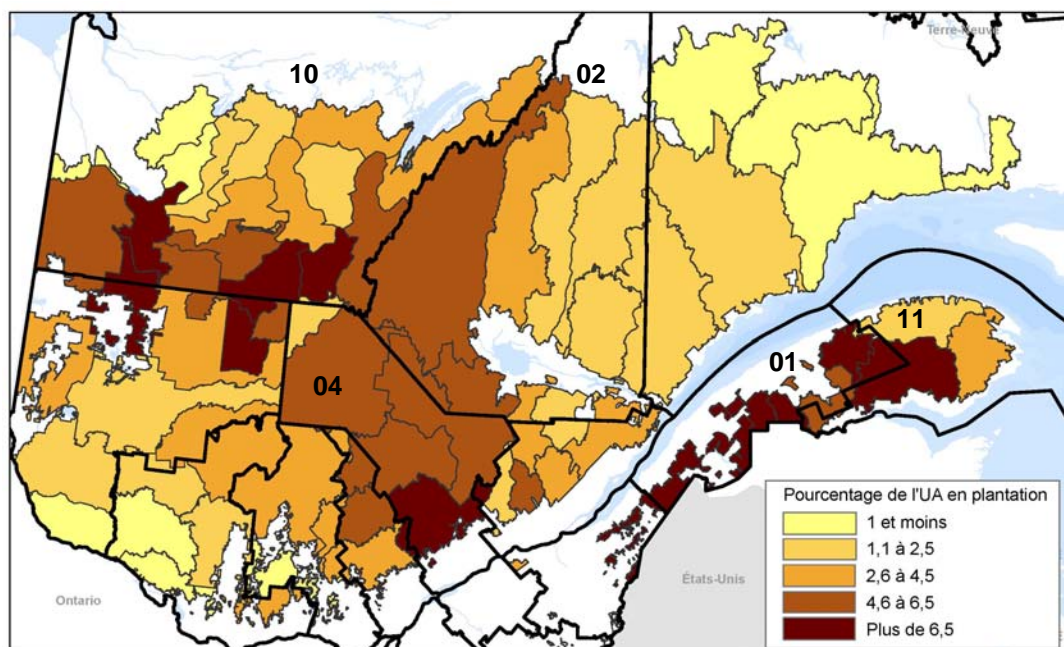 Terre-Neuve
10
02
11
01
04
Pourcentage de l'UA en plantation
1 et moins
1,1 à 2,5
2,6 à 4,5
4,6 à 6,5
Plus de 6,5
États-Unis
Ontario